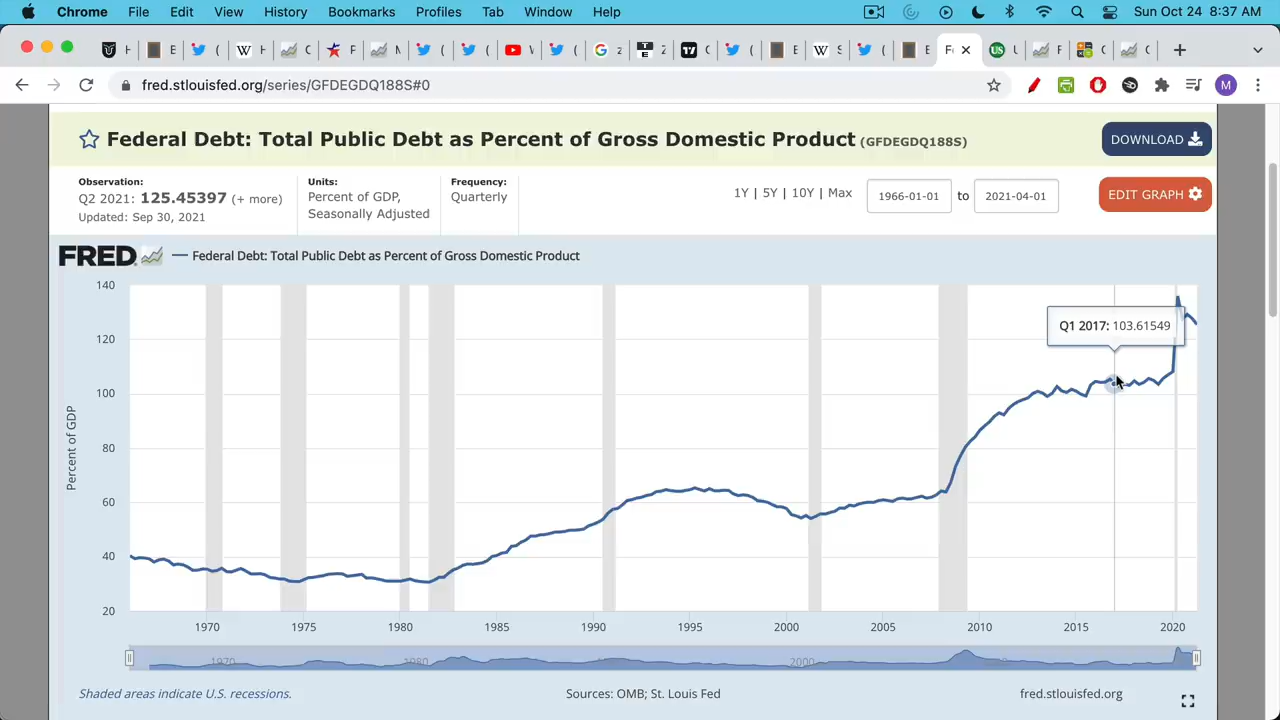 Chrome File Edit View History Bookmarks Profiles Tab Window Help Sun Oct 24 8:37 AM
fred.stlouisfed.org/series/GFDEGDQ188S#0
Federal Debt: Total Public Debt as Percent of Gross Domestic Product (GFDEGDQ188S)
DOWNLOAD
Observation:
Q2 2021: 125.45397 (+ more)
Updated: Sep 30, 2021
Units:
Percent of GDP,
Seasonally Adjusted
Frequency:
Quarterly
1Y | 5Y | 10Y | Max
1966-01-01 to 2021-04-01
EDIT GRAPH
FRED
Federal Debt: Total Public Debt as Percent of Gross Domestic Product
Percent of GDP
140
120
100
80
60
40
20
Q1 2017: 103.61549
1970 1975 1980 1985 1990 1995 2000 2005 2010 2015 2020
1970 1980 2000
Shaded areas indicate U.S. recessions.
Sources: OMB; St. Louis Fed
fred.stlouisfed.org